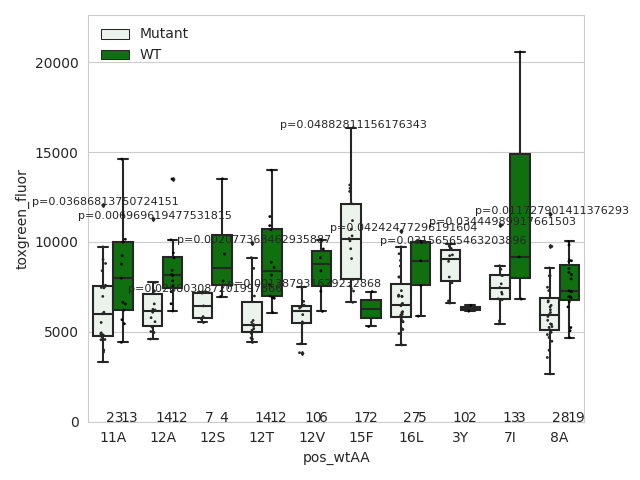 Mutant
WT
toxgreen_fluor
20000
15000
10000
5000
0
p=0.04882811156176343
p=0.03686813750724151
p=0.006969619477531815
p=0.011727901411376293
p=0.03444989917661503
p=0.04242477296191604
p=0.03156565463203896
23 13 14 12 7 4 14 12 10 6 17 2 27 5 10 2 13 3 28 19
11A 12A 12S 12T 12V 15F 16L 3Y 7I 8A
pos_wtAA